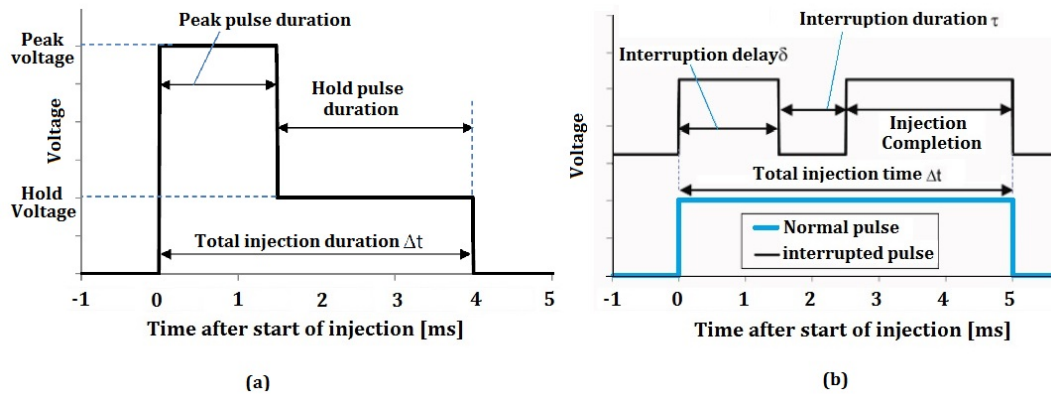 Peak pulse duration
Peak
voltage
Hold pulse
duration
Voltage
Hold
Voltage
Total injection duration Δt
-1 0 1 2 3 4 5
Time after start of injection [ms]
(a)
Interruption duration τ
Interruption delayδ
Injection
Completion
Voltage
Total injection time Δt
Normal pulse
interrupted pulse
-1 0 1 2 3 4 5
Time after start of injection [ms]
(b)